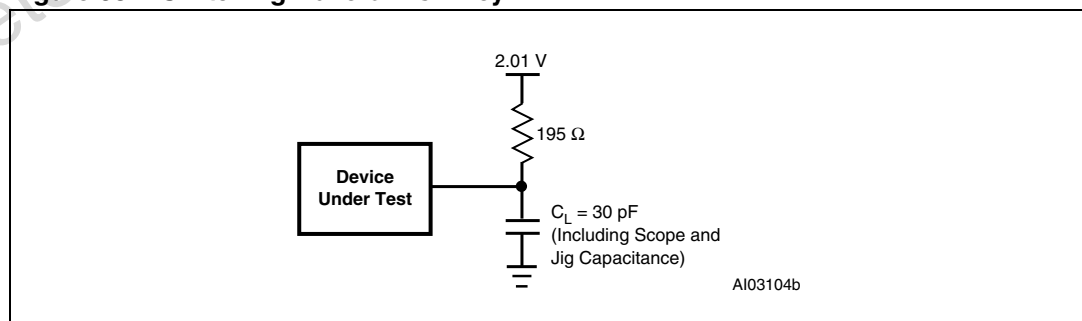 2.01 V
195 Ω
Device
Under Test
C_L = 30 pF
(Including Scope and
Jig Capacitance)
AI03104b